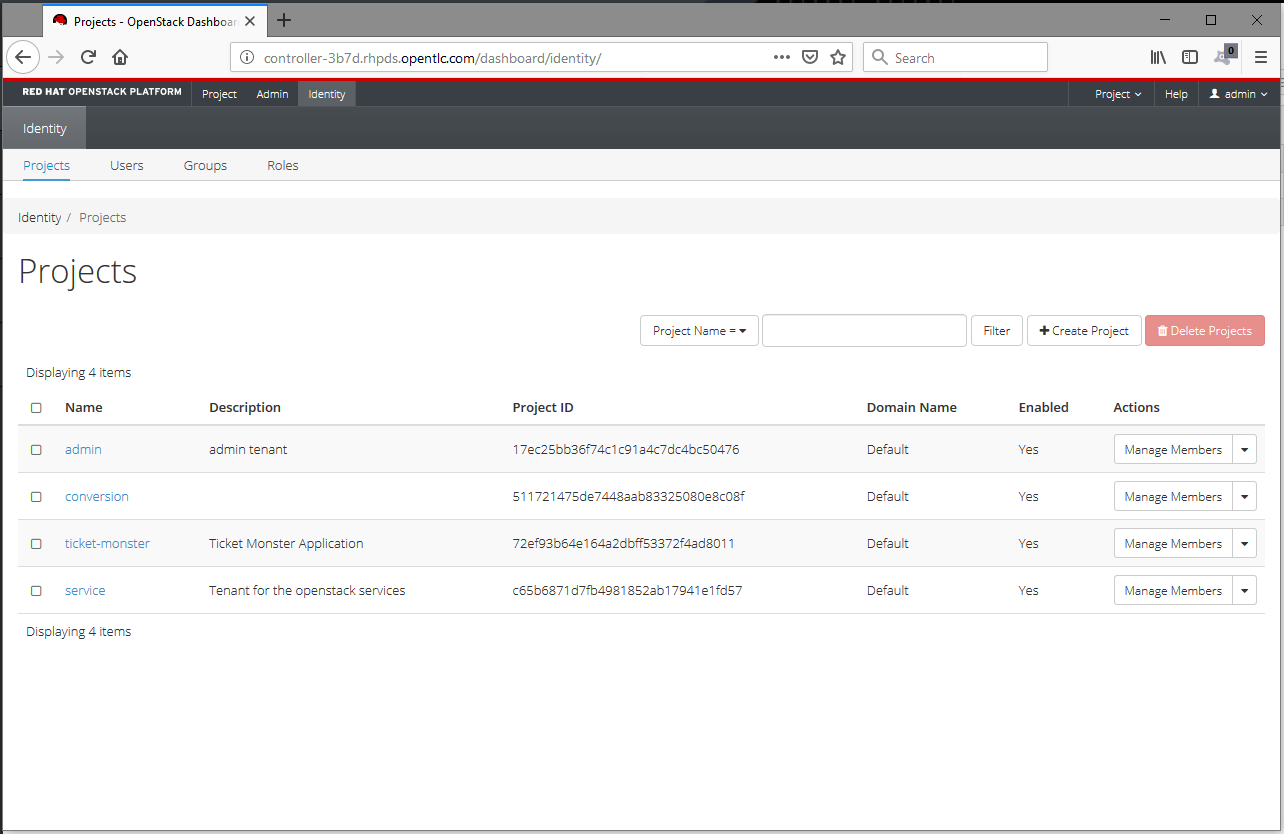 Projects - OpenStack Dashboar
controller-3b7d.rhpds.opentlc.com/dashboard/identity/
Search
0
RED HAT OPENSTACK PLATFORM Project Admin Identity Project Help admin
Identity
Projects Users Groups Roles
Identity / Projects
Projects
Project Name = Filter Create Project Delete Projects
Displaying 4 items
Name Description Project ID Domain Name Enabled Actions
admin admin tenant 17ec25bb36f74c1c91a4c7dc4bc50476 Default Yes Manage Members
conversion 511721475de7448aab83325080e8c08f Default Yes Manage Members
ticket-monster Ticket Monster Application 72ef93b64e164a2dbff53372f4ad8011 Default Yes Manage Members
service Tenant for the openstack services c65b6871d7fb4981852ab17941e1fd57 Default Yes Manage Members
Displaying 4 items